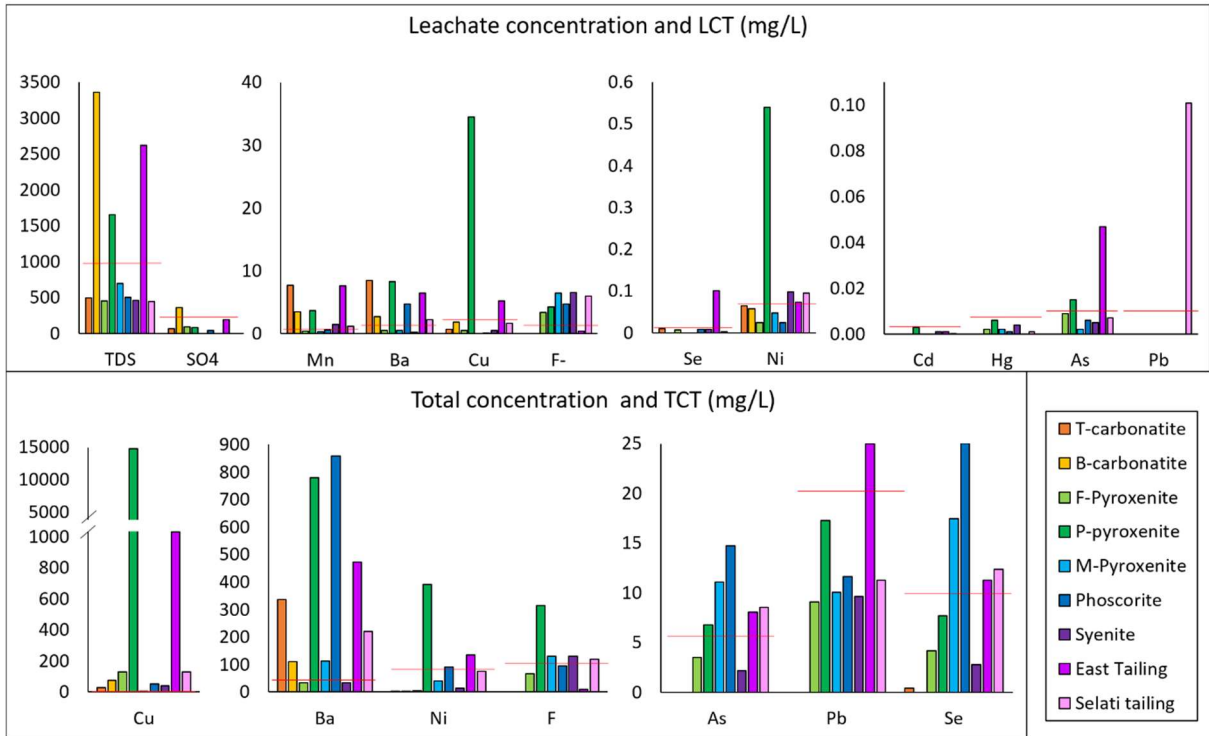 Leachate concentration and LCT (mg/L)
3500
3000
2500
2000
1500
1000
500
0
TDS SO4
40
30
20
10
0
Mn Ba Cu F-
0.6
0.5
0.4
0.3
0.2
0.1
0
Se Ni
0.10
0.08
0.06
0.04
0.02
0.00
Cd Hg As Pb
Total concentration and TCT (mg/L)
15000
10000
5000
1000
800
600
400
200
0
Cu
900
800
700
600
500
400
300
200
100
0
Ba Ni F
25
20
15
10
5
0
As Pb Se
T-carbonatite
B-carbonatite
F-Pyroxenite
P-pyroxenite
M-Pyroxenite
Phoscorite
Syenite
East Tailing
Selati tailing